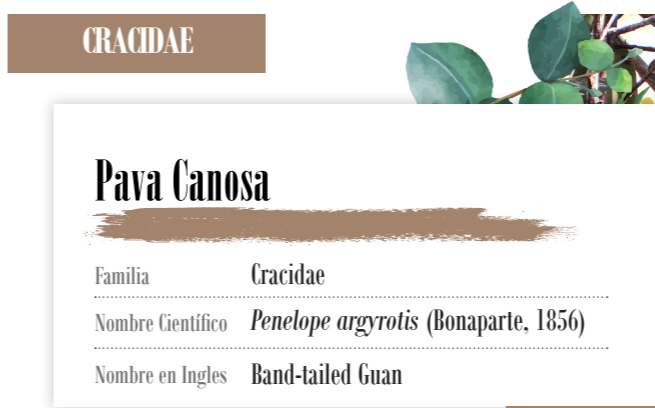 CRACIDAE
Pava Canosa
Familia Cracidae
Nombre Científico Penelope argyrotis (Bonaparte, 1856)
Nombre en Ingles Band-tailed Guan